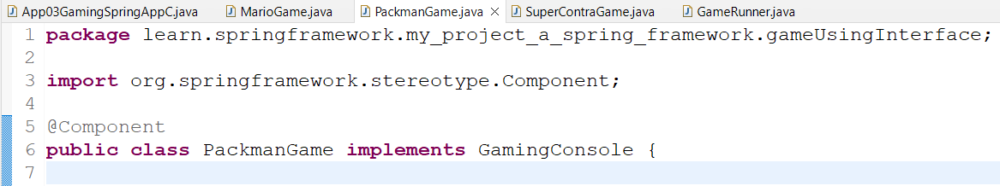 App03GamingSpringAppC.java MarioGame.java PackmanGame.java SuperContraGame.java GameRunner.java
1 package learn.springframework.my_project_a_spring_framework.gameUsingInterface;
2
3 import org.springframework.stereotype.Component;
4
5 @Component
6 public class PackmanGame implements GamingConsole {
7